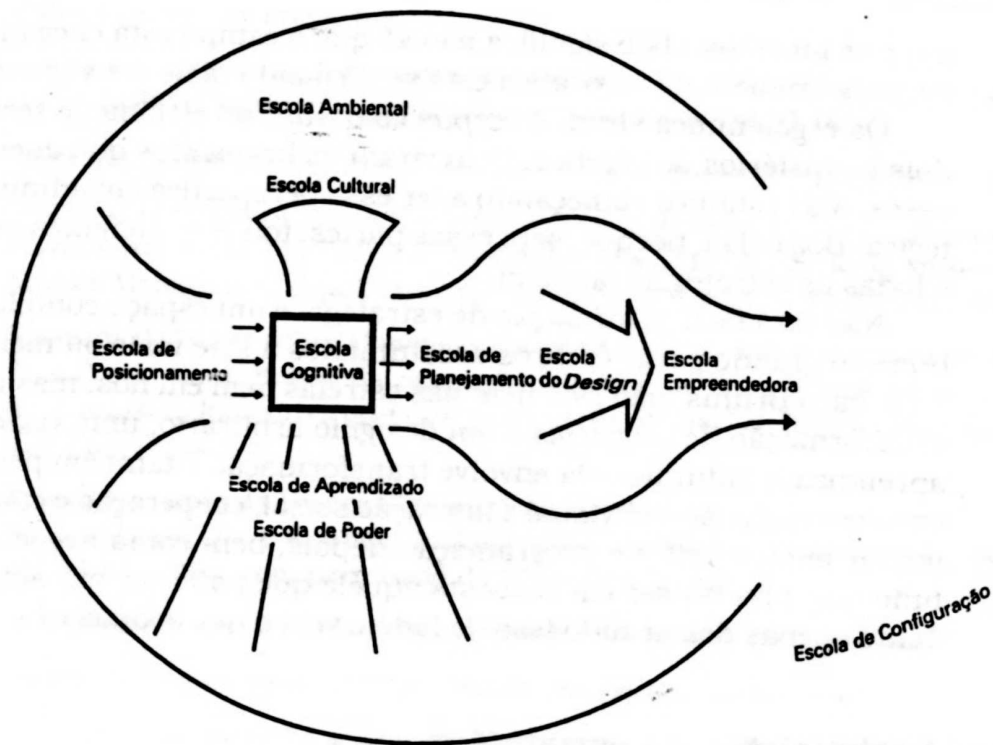 Escola Ambiental
Escola Cultural
Escola de
Posicionamento
Escola
Cognitiva
Escola de
Planejamento
Escola
do Design
Escola
Empreendedora
Escola de Aprendizado
Escola de Poder
Escola de Configuração